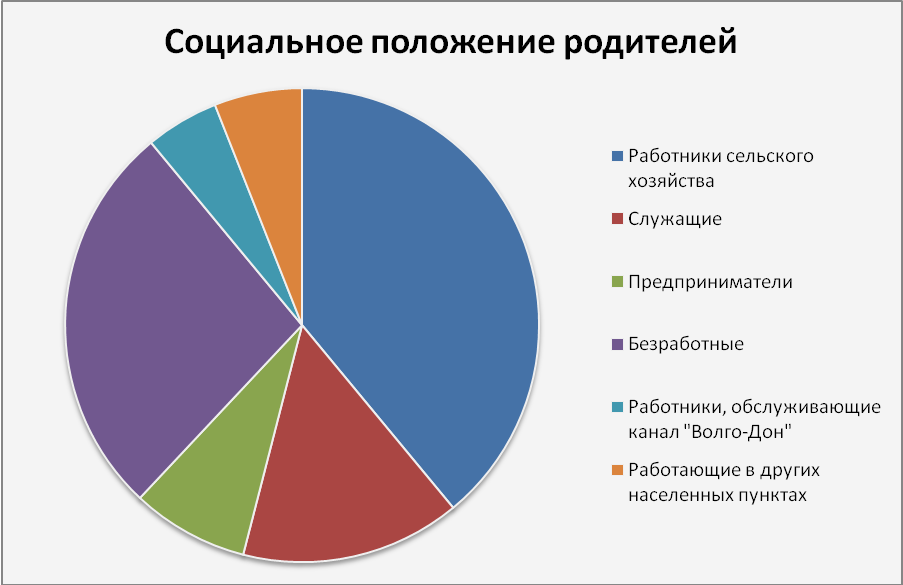 Социальное положение родителей
Работники сельского
хозяйства
Служащие
Предприниматели
Безработные
Работники, обслуживающие
канал "Волго-Дон"
Работающие в других
населенных пунктах